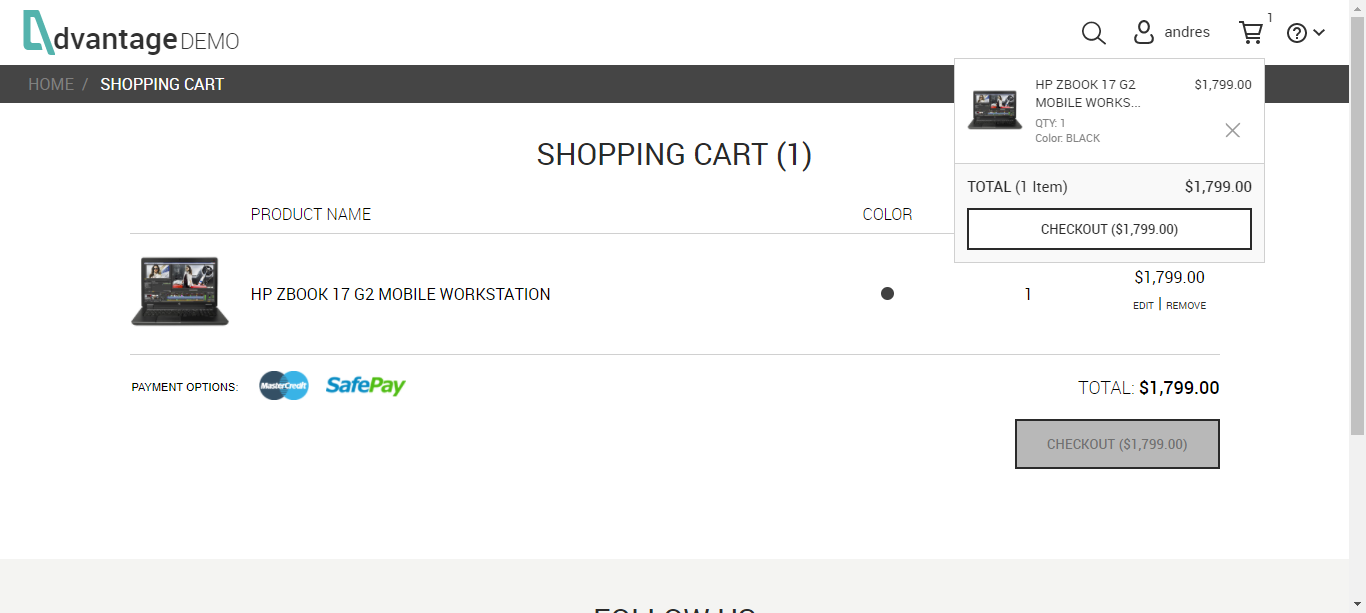 dvantage DEMO
andres
1
?
HOME / SHOPPING CART
HP ZBOOK 17 G2
MOBILE WORKS...
$1,799.00
QTY: 1
Color: BLACK
TOTAL (1 Item)
$1,799.00
CHECKOUT ($1,799.00)
SHOPPING CART (1)
PRODUCT NAME
COLOR
HP ZBOOK 17 G2 MOBILE WORKSTATION
1
$1,799.00
EDIT | REMOVE
PAYMENT OPTIONS:
MasterCredit
SafePay
TOTAL: $1,799.00
CHECKOUT ($1,799.00)
FOLLOW US